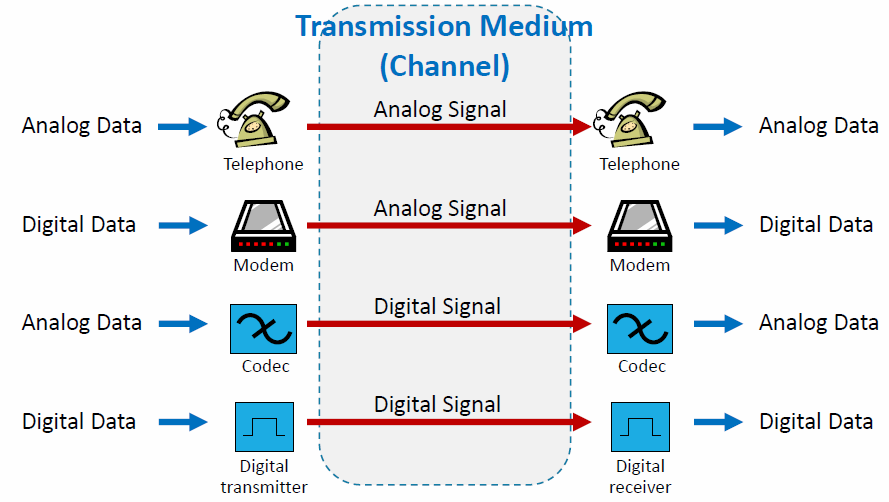 Transmission Medium
(Channel)
Analog Data
Telephone
Analog Signal
Telephone
Analog Data
Digital Data
Modem
Analog Signal
Modem
Digital Data
Analog Data
Codec
Digital Signal
Codec
Analog Data
Digital Data
Digital
transmitter
Digital Signal
Digital
receiver
Digital Data